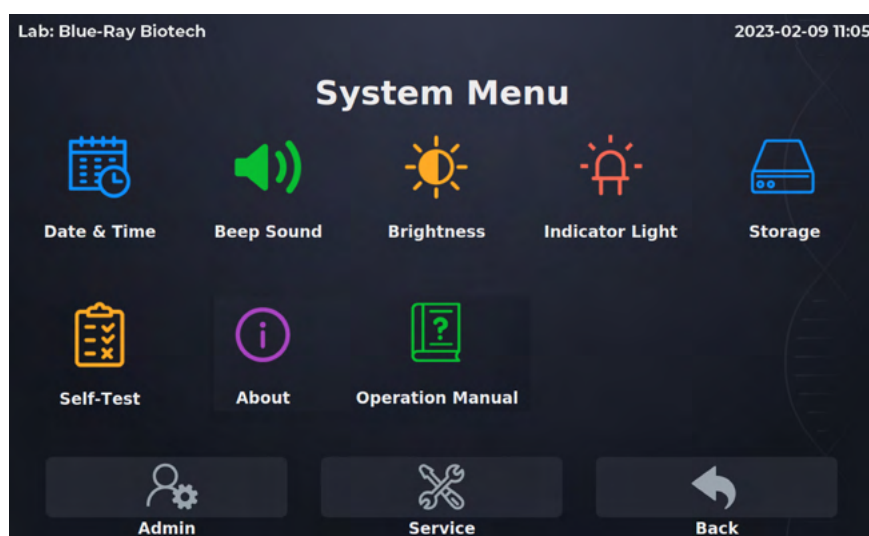 Lab: Blue-Ray Biotech 2023-02-09 11:05
System Menu
Date & Time Beep Sound Brightness Indicator Light Storage
?
Self-Test About Operation Manual
Admin Service Back